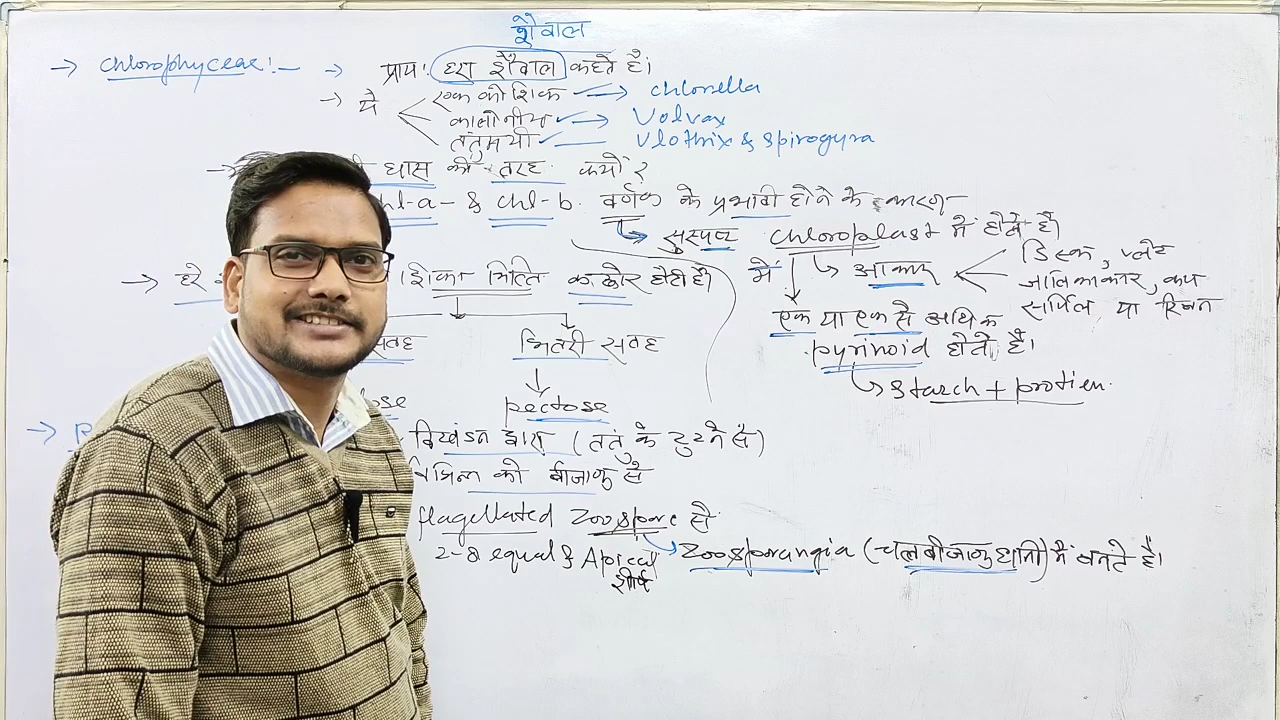 शैवाल
→ Chlorophyceae:- → प्रायः हरा शैवाल कहते है।
→ ये एक कोशिक → chlorella
कालोनीय → Volvax
तंतुमयी → Ulothrix & Spirogyra
घास की तरह क्यों ?
chl-a- & chl-b. वर्णक के प्रभावी होने के कारण-
सुस्पष्ट Chloroplast में होते है।
में आकार डिस्क, प्लेट
जालिकाकार, कप
सर्पिल, या रिबन
एक या एक से अधिक
pyrinoid होते है।
starch + protien.
→ हरे भित्ति कठोर होती है।
सतह भितरी सतह
ose pectose
→ विखंडन द्वारा (तंतु के टुटने से)
को बीजाणु से
flagellated Zoospore से
2-8 equal & Apical Zoosporangia (चलबीजाणुधानी) में बनते है।
शीर्ष